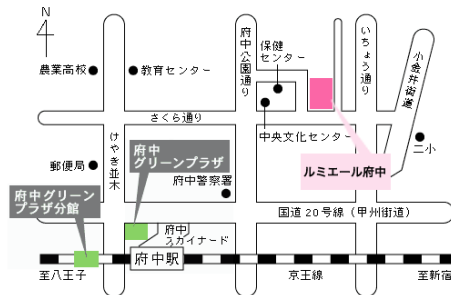 4
府中公園通り
保健
センター
いちょう通り
小金井街道
農業高校
教育センター
さくら通り
中央文化センター
けやき並木
府中
グリーンプラザ
ルミエール府中
二小
郵便局
府中警察署
府中グリーン
プラザ分館
国道20号線（甲州街道）
府中
スカイナード
府中駅
至八王子
京王線
至新宿